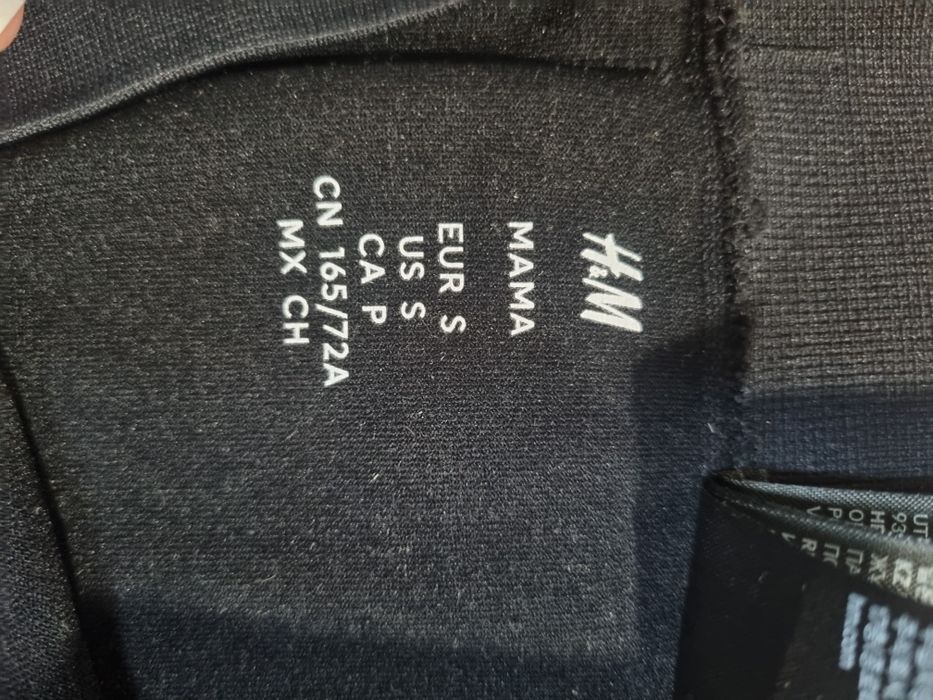 H&M
MAMA
EUR S
US S
CA P
CN 165/72A
MX CH